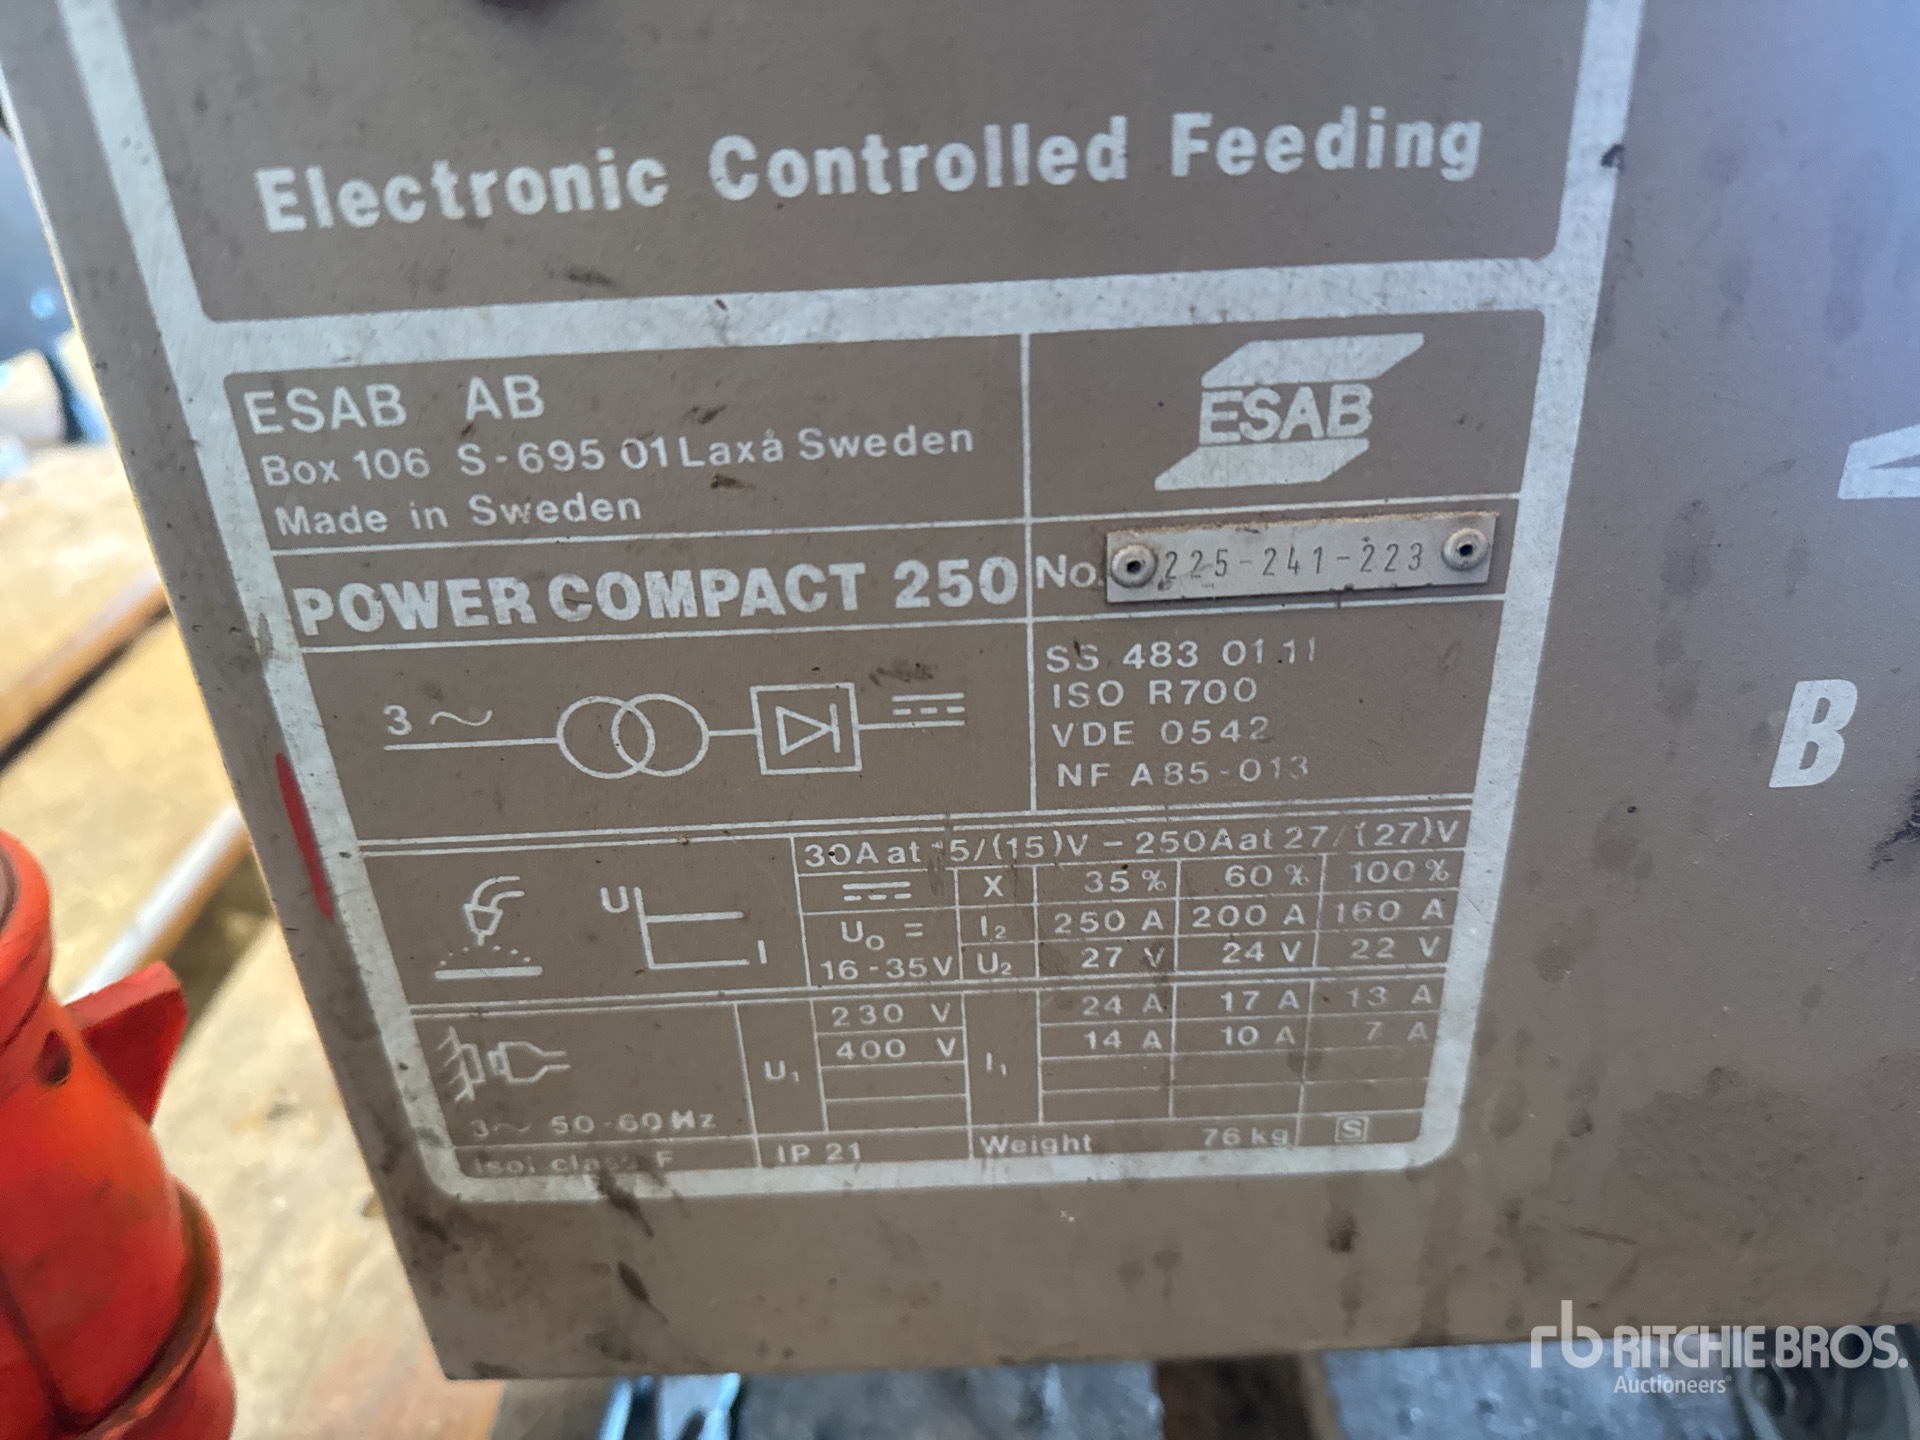 Electronic Controlled Feeding
ESAB AB
Box 106 S-695 01 Laxå Sweden
Made in Sweden
ESAB
POWER COMPACT 250
No. 225-241-223
SS 483 01 11
ISO R700
VDE 0542
NF A85-013
3~
30A at 5/(15)V - 250A at 27/(27)V
X 35% 60% 100%
U₀ = I₂ 250 A 200 A 160 A
16-35V U₂ 27 V 24 V 22 V
U I
U₁ 230 V I₁ 24 A 17 A 13 A
400 V 14 A 10 A 7 A
3~ 50-60 Hz
Isol class F IP 21 Weight 76 kg S
B
rb RITCHIE BROS.
Auctioneers